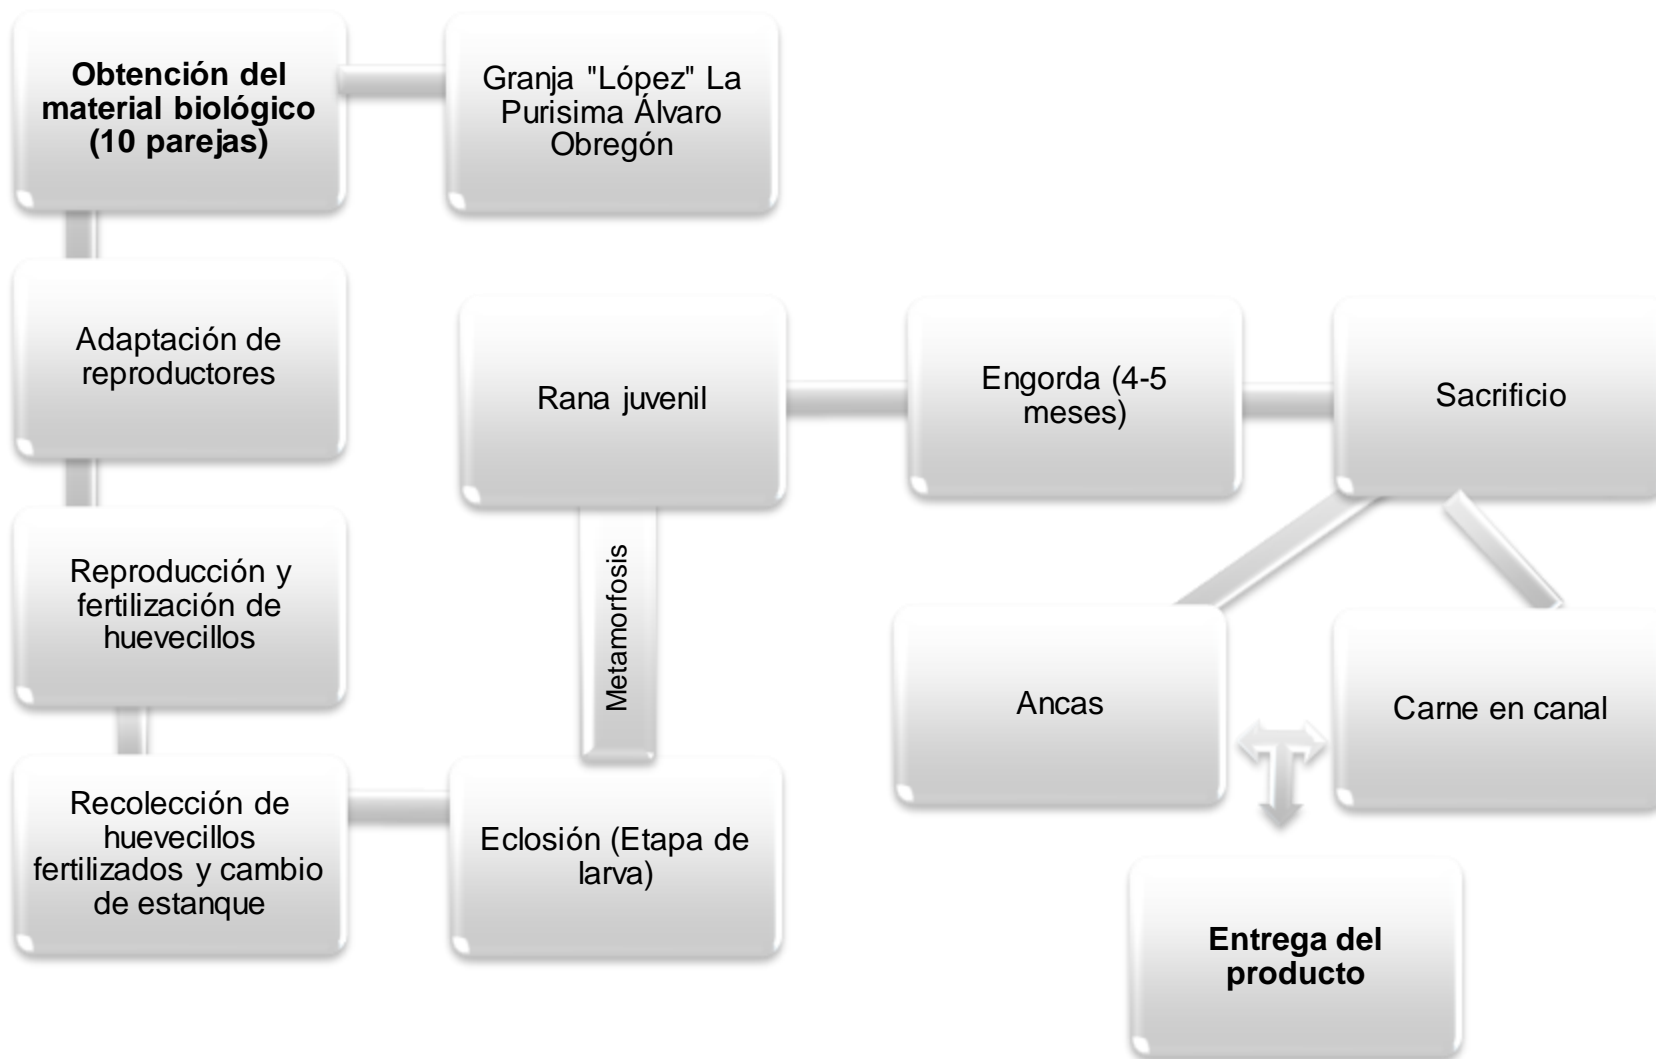 Obtención del
material biológico
(10 parejas)
Granja "López" La
Purisima Álvaro
Obregón
Adaptación de
reproductores
Reproducción y
fertilización de
huevecillos
Recolección de
huevecillos
fertilizados y cambio
de estanque
Eclosión (Etapa de
larva)
Metamorfosis
Rana juvenil
Engorda (4-5
meses)
Sacrificio
Ancas
Carne en canal
Entrega del
producto